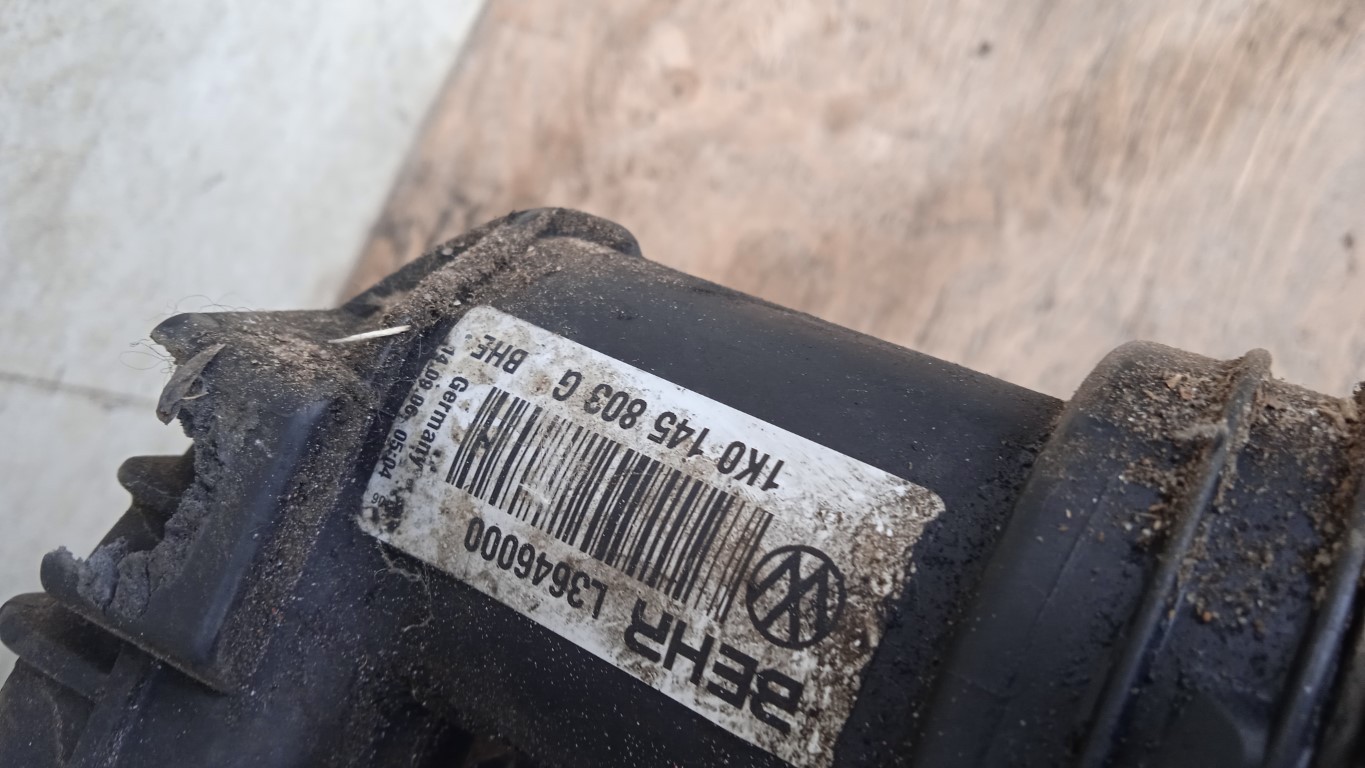 BEHR L3646000
1K0 145 803 G BHE
Germany